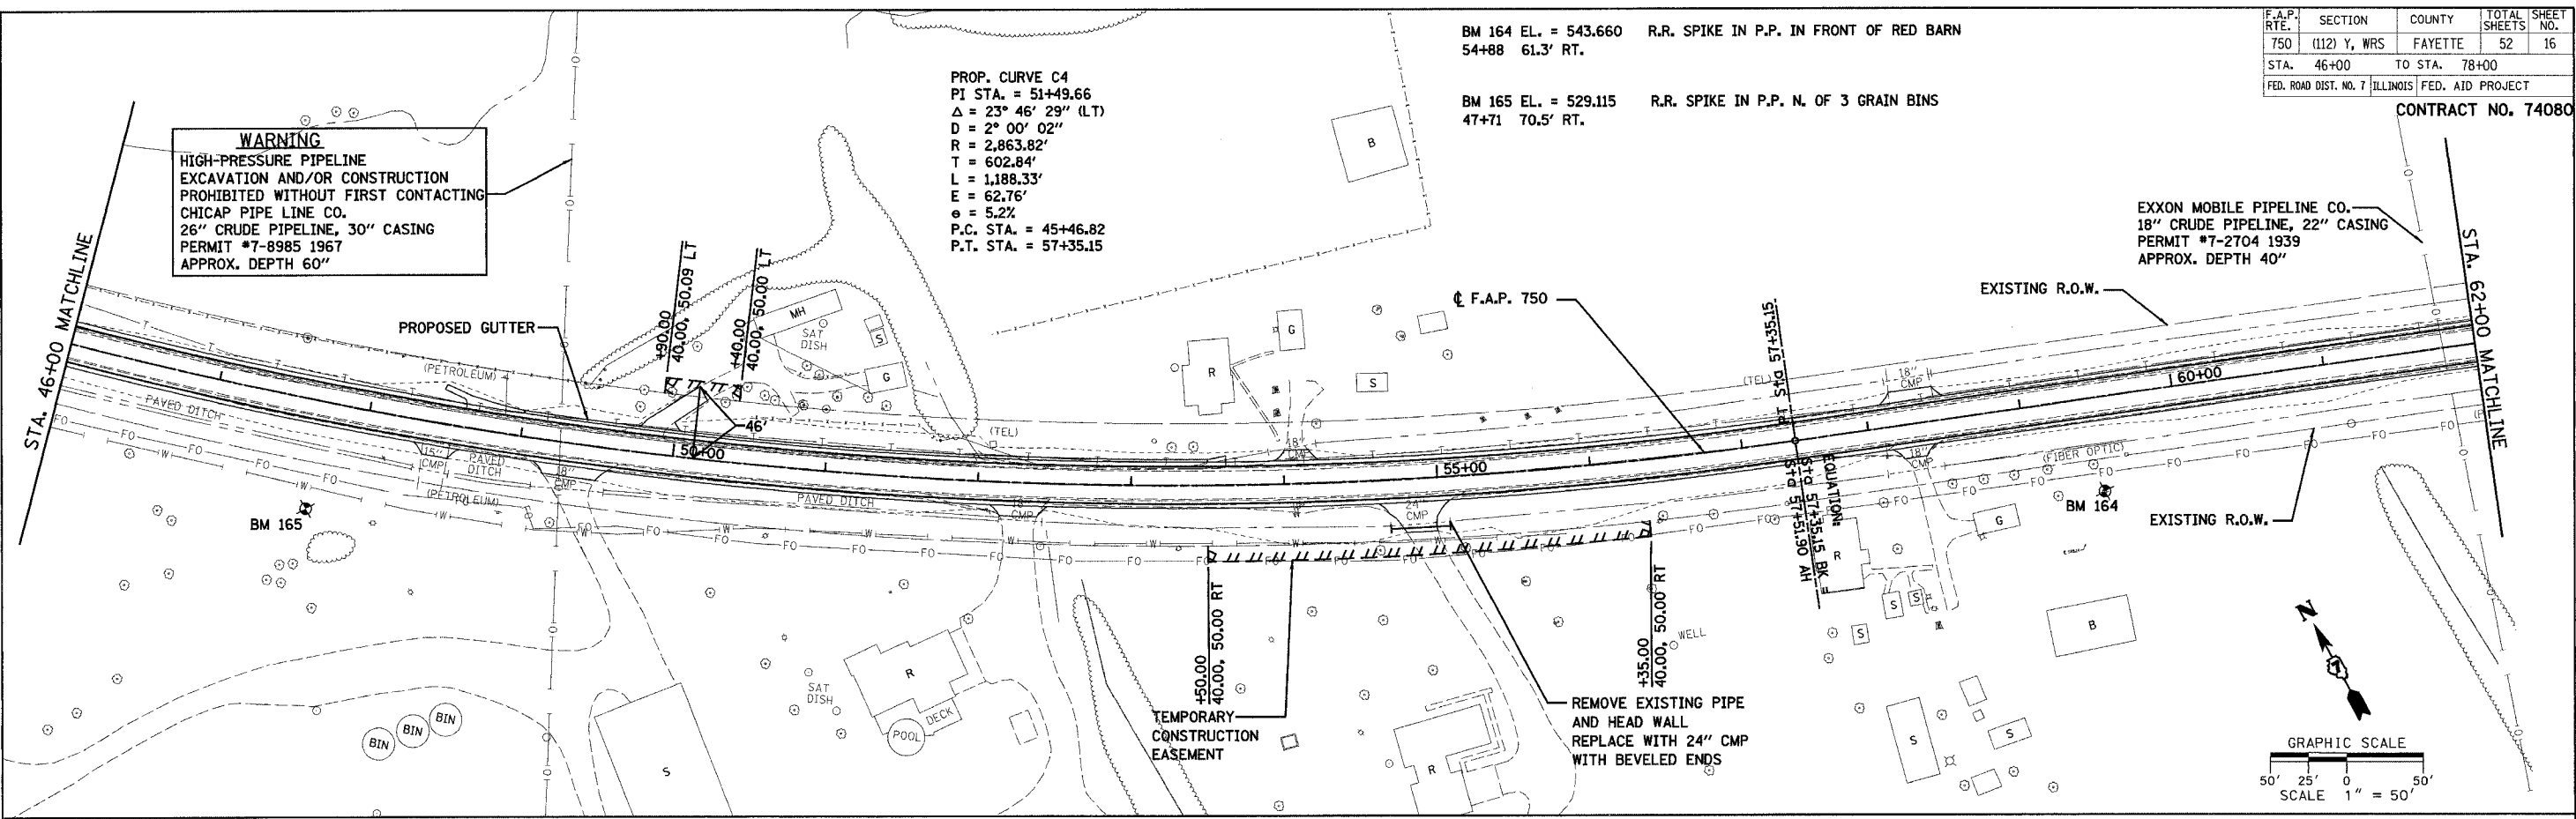 BM 164 EL. = 543.660 R.R. SPIKE IN P.P. IN FRONT OF RED BARN
54+88 61.3' RT.
BM 165 EL. = 529.115 R.R. SPIKE IN P.P. N. OF 3 GRAIN BINS
47+71 70.5' RT.
F.A.P. RTE. SECTION COUNTY TOTAL SHEETS SHEET NO.
750 (112) Y, WRS FAYETTE 52 16
STA. 46+00 TO STA. 78+00
FED. ROAD DIST. NO. 7 ILLINOIS FED. AID PROJECT
CONTRACT NO. 74080
PROP. CURVE C4
PI STA. = 51+49.66
Δ = 23° 46' 29" (LT)
D = 2° 00' 02"
R = 2,863.82'
T = 602.84'
L = 1,188.33'
E = 62.76'
e = 5.2%
P.C. STA. = 45+46.82
P.T. STA. = 57+35.15
WARNING
HIGH-PRESSURE PIPELINE
EXCAVATION AND/OR CONSTRUCTION
PROHIBITED WITHOUT FIRST CONTACTING
CHICAP PIPE LINE CO.
26" CRUDE PIPELINE, 30" CASING
PERMIT #7-8985 1967
APPROX. DEPTH 60"
EXXON MOBILE PIPELINE CO.
18" CRUDE PIPELINE, 22" CASING
PERMIT #7-2704 1939
APPROX. DEPTH 40"
STA. 46+00 MATCHLINE
STA. 62+00 MATCHLINE
PROPOSED GUTTER
+90.00
40.00, 50.09 LT
+40.00
40.00, 50.00 LT
MH
SAT
DISH
S
G
46'
B
R
G
S
℄ F.A.P. 750
EXISTING R.O.W.
P.T. Sta 57+35.15
EQUATION:
Sta 57+35.15 BK =
Sta 57+51.90 AH
(PETROLEUM)
(TEL)
(TEL)
18"
CMP
18"
CMP
60+00
PAVED DITCH
50+00
55+00
15"
CMP
PAVED
DITCH
18"
CMP
(PETROLEUM)
PAVED DITCH
18"
CMP
24"
CMP
18"
CMP
(FIBER OPTIC)
FO
W
BM 165
BM 164
EXISTING R.O.W.
R
G
S
S
S
B
S
S
WELL
+50.00
40.00, 50.00 RT
+35.00
40.00, 50.00 RT
TEMPORARY
CONSTRUCTION
EASEMENT
REMOVE EXISTING PIPE
AND HEAD WALL
REPLACE WITH 24" CMP
WITH BEVELED ENDS
BIN
BIN
BIN
S
SAT
DISH
R
DECK
POOL
R
N
GRAPHIC SCALE
50' 25' 0 50'
SCALE 1" = 50'